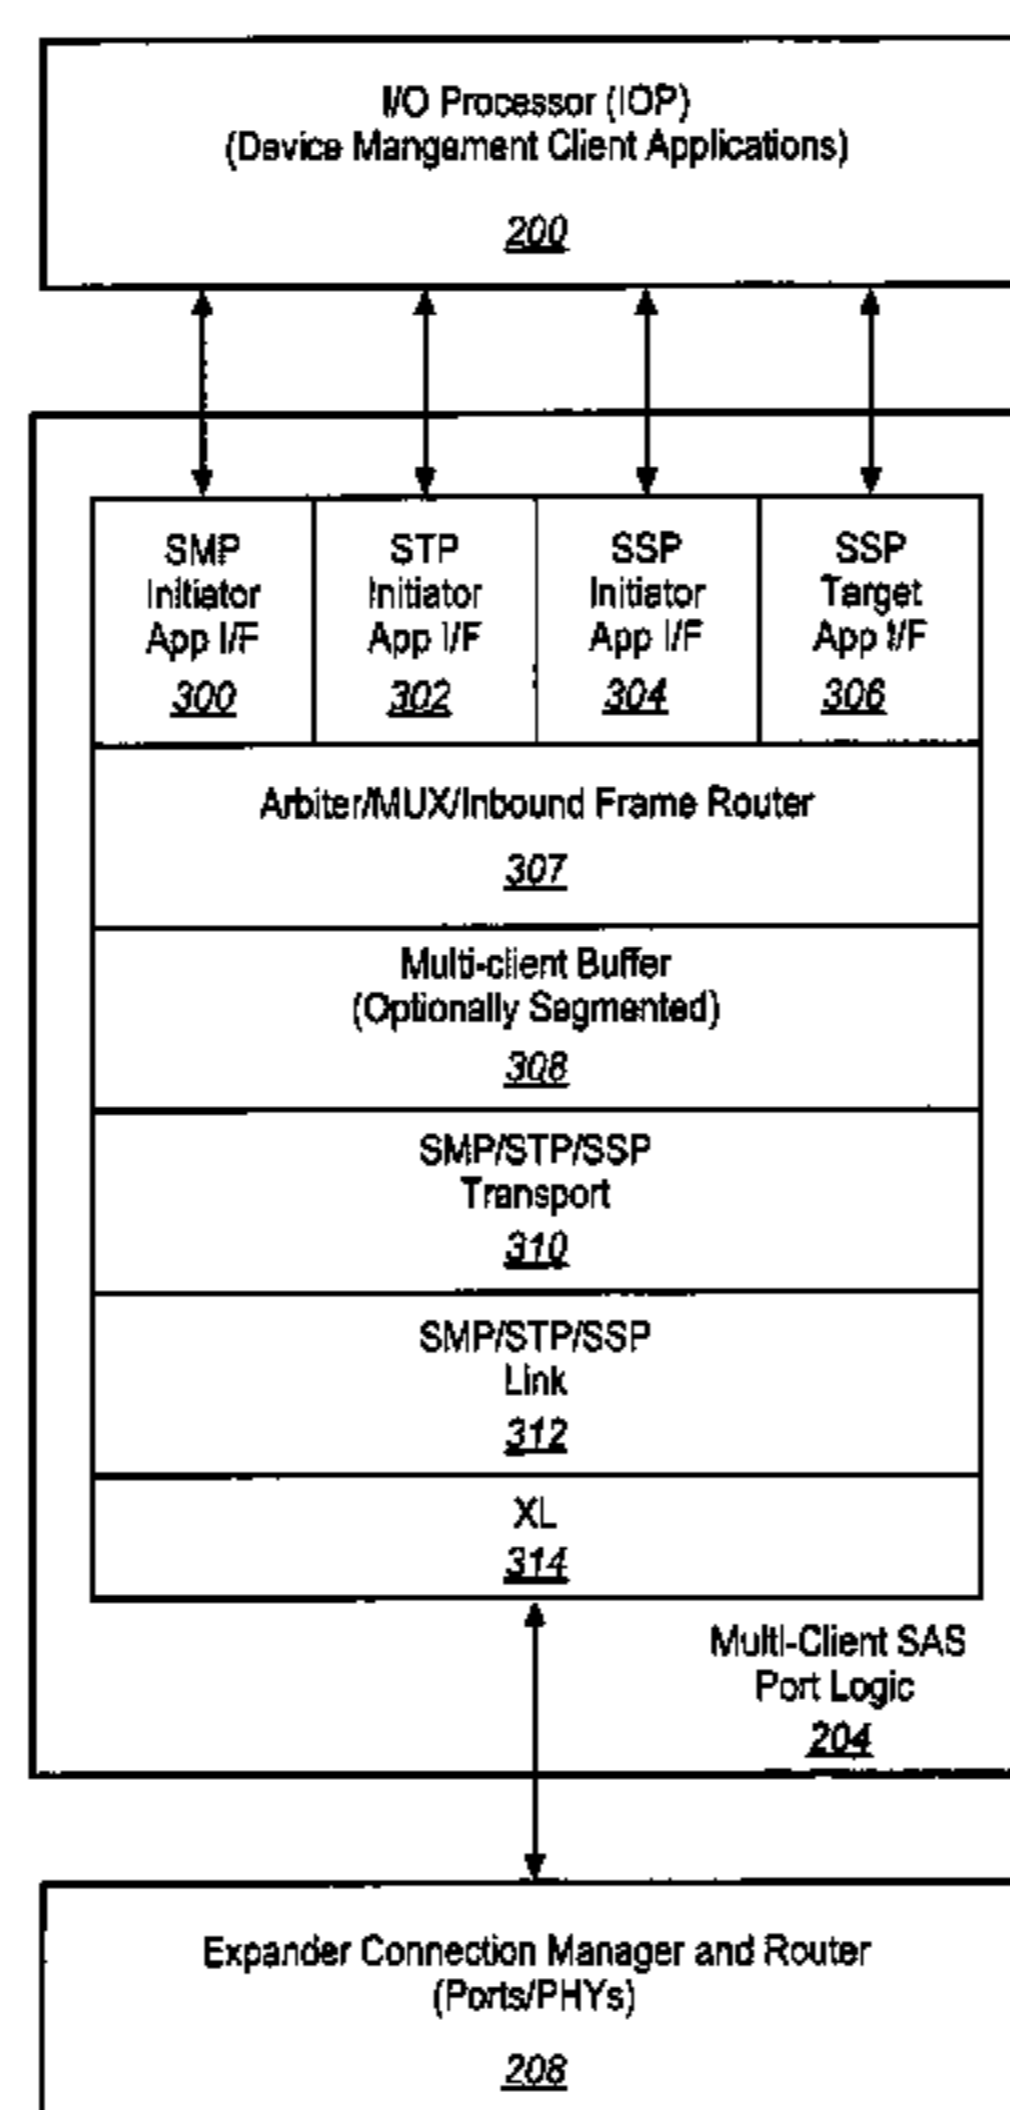 I/O Processor (IOP)
(Device Mangement Client Applications)
200
SMP
Initiator
App I/F
300
STP
Initiator
App I/F
302
SSP
Initiator
App I/F
304
SSP
Target
App I/F
306
Arbiter/MUX/Inbound Frame Router
307
Multi-client Buffer
(Optionally Segmented)
308
SMP/STP/SSP
Transport
310
SMP/STP/SSP
Link
312
XL
314
Multi-Client SAS
Port Logic
204
Expander Connection Manager and Router
(Ports/PHYs)
208